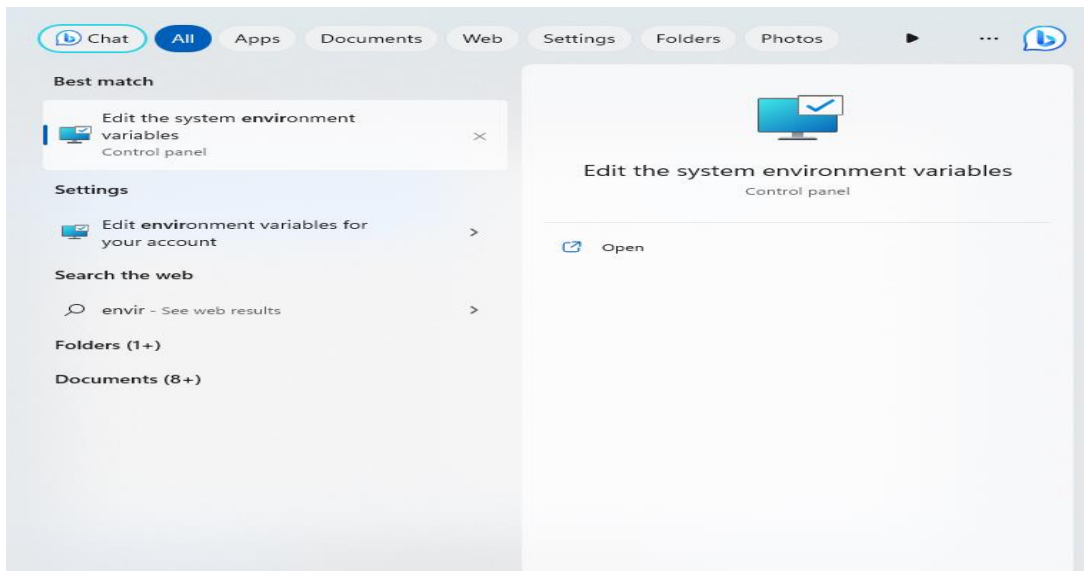 Chat All Apps Documents Web Settings Folders Photos ...
Best match
Edit the system environment
variables
Control panel
Settings
Edit environment variables for
your account
Search the web
envir - See web results
Folders (1+)
Documents (8+)
Edit the system environment variables
Control panel
Open